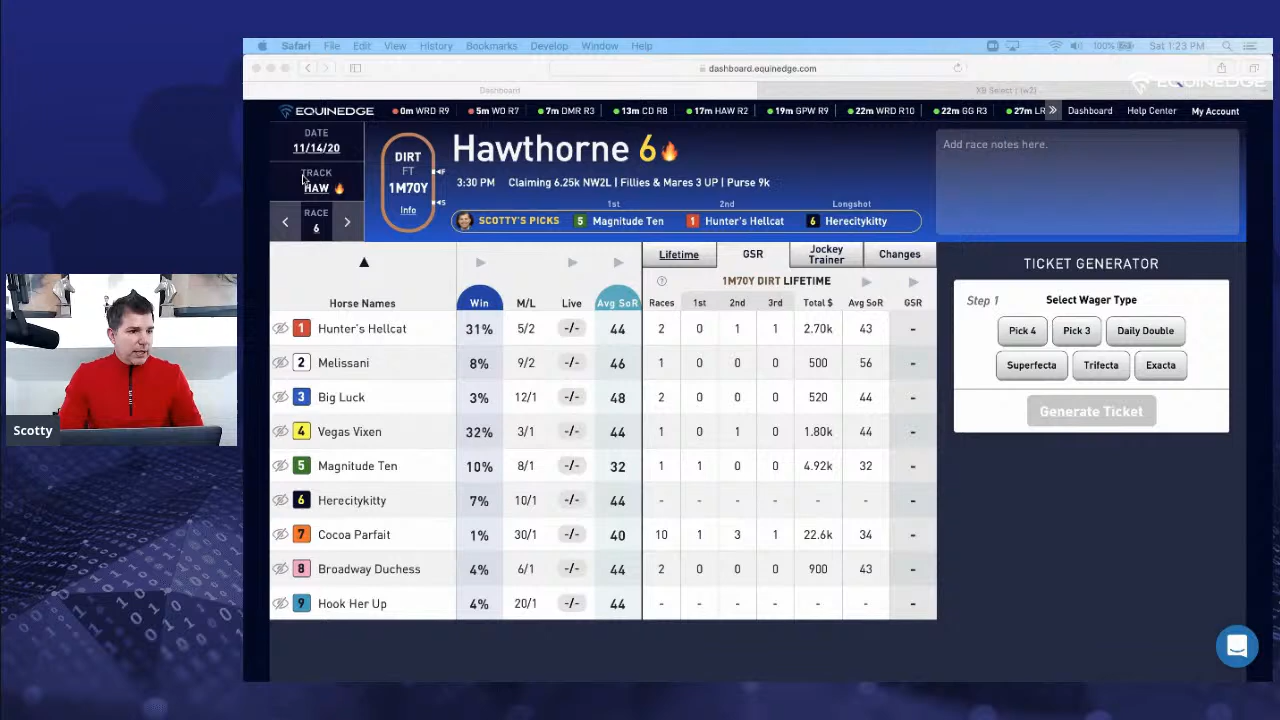 Safari File Edit View History Bookmarks Develop Window Help 100% Sat 1:23 PM
dashboard.equinedge.com
Dashboard XB Select | (w2)
EQUINEDGE
EQUINEDGE 0m WRD R9 5m WO R7 7m DMR R3 13m CD R8 17m HAW R2 19m GPW R9 22m WRD R10 22m GG R3 27m LR » Dashboard Help Center My Account
DATE
11/14/20
TRACK
HAW
RACE
6
DIRT
FT
1M70Y
Info
F
S
Hawthorne 6
3:30 PM Claiming 6.25k NW2L | Fillies & Mares 3 UP | Purse 9k
1st 2nd Longshot
SCOTTY'S PICKS 5 Magnitude Ten 1 Hunter's Hellcat 6 Herecitykitty
Add race notes here.
Lifetime GSR Jockey Trainer Changes
1M70Y DIRT LIFETIME
Horse Names Win M/L Live Avg SoR Races 1st 2nd 3rd Total $ Avg SoR GSR
1 Hunter's Hellcat 31% 5/2 -/- 44 2 0 1 1 2.70k 43 -
2 Melissani 8% 9/2 -/- 46 1 0 0 0 500 56 -
3 Big Luck 3% 12/1 -/- 48 2 0 0 0 520 44 -
4 Vegas Vixen 32% 3/1 -/- 44 1 0 1 0 1.80k 44 -
5 Magnitude Ten 10% 8/1 -/- 32 1 1 0 0 4.92k 32 -
6 Herecitykitty 7% 10/1 -/- 44 - - - - - - -
7 Cocoa Parfait 1% 30/1 -/- 40 10 1 3 1 22.6k 34 -
8 Broadway Duchess 4% 6/1 -/- 44 2 0 0 0 900 43 -
9 Hook Her Up 4% 20/1 -/- 44 - - - - - - -
TICKET GENERATOR
Step 1 Select Wager Type
Pick 4 Pick 3 Daily Double
Superfecta Trifecta Exacta
Generate Ticket
Scotty